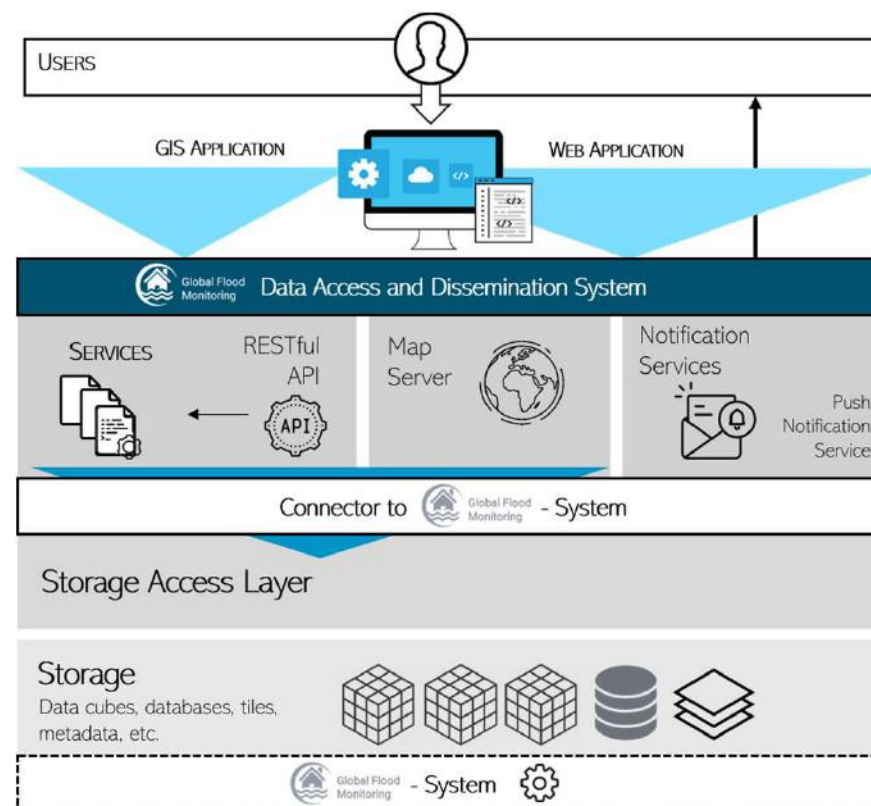 USERS
GIS APPLICATION
WEB APPLICATION
</>
</>
</>
Global Flood
Monitoring
Data Access and Dissemination System
SERVICES
RESTful
API
API
Map
Server
Notification
Services
Push
Notification
Service
Connector to
Global Flood
Monitoring
- System
Storage Access Layer
Storage
Data cubes, databases, tiles,
metadata, etc.
Global Flood
Monitoring
- System